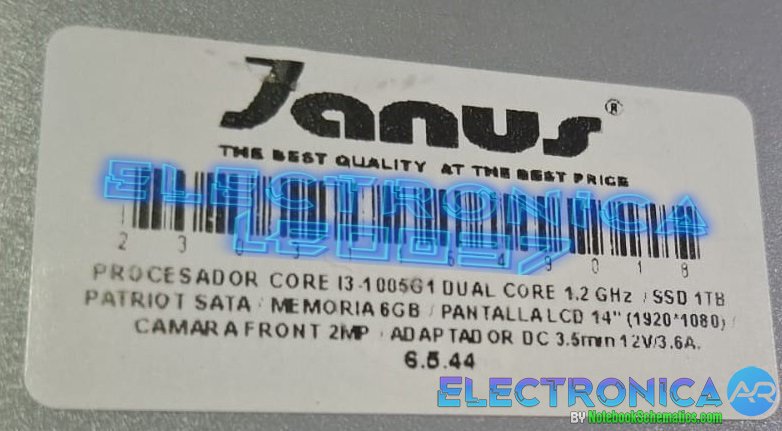 Janus®
THE BEST QUALITY AT THE BEST PRICE
ELECTRONICA
PROCESADOR CORE I3-1005G1 DUAL CORE 1.2 GHz / SSD 1TB
PATRIOT SATA / MEMORIA 6GB / PANTALLA LCD 14" (1920*1080) /
CAMARA FRONT 2MP / ADAPTADOR DC 3.5mm 12V/3.6A.
6.5.44
ELECTRONICA AR
BY NotebookSchematics.com